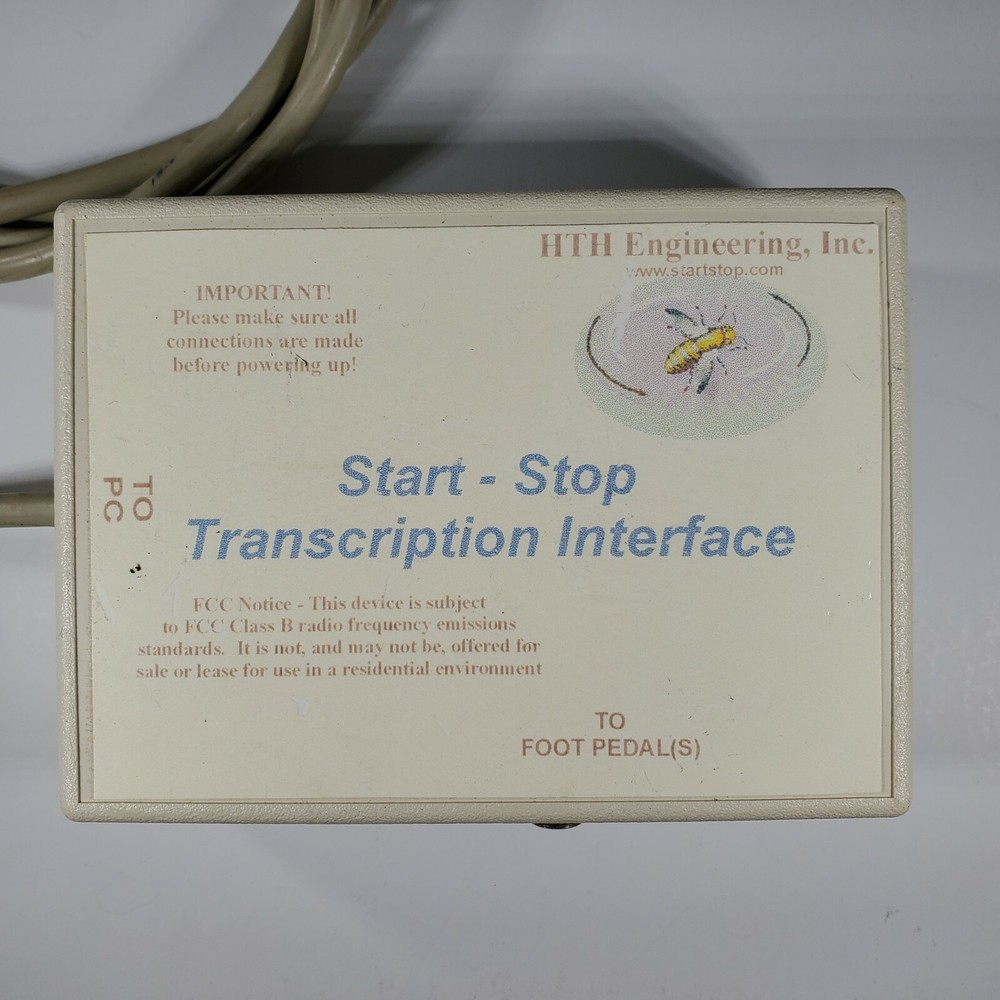 HTH Engineering, Inc.
www.startstop.com
IMPORTANT!
Please make sure all
connections are made
before powering up!
Start - Stop
Transcription Interface
TO
PC
FCC Notice - This device is subject
to FCC Class B radio frequency emissions
standards. It is not, and may not be, offered for
sale or lease for use in a residential environment
TO
FOOT PEDAL(S)